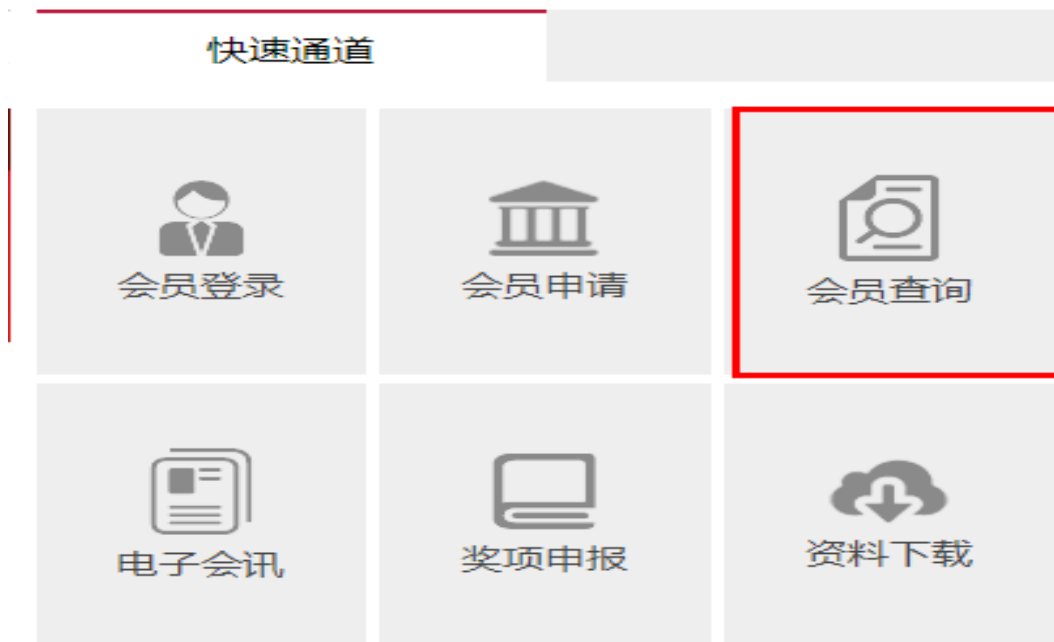 快速通道
会员登录
会员申请
会员查询
电子会讯
奖项申报
资料下载